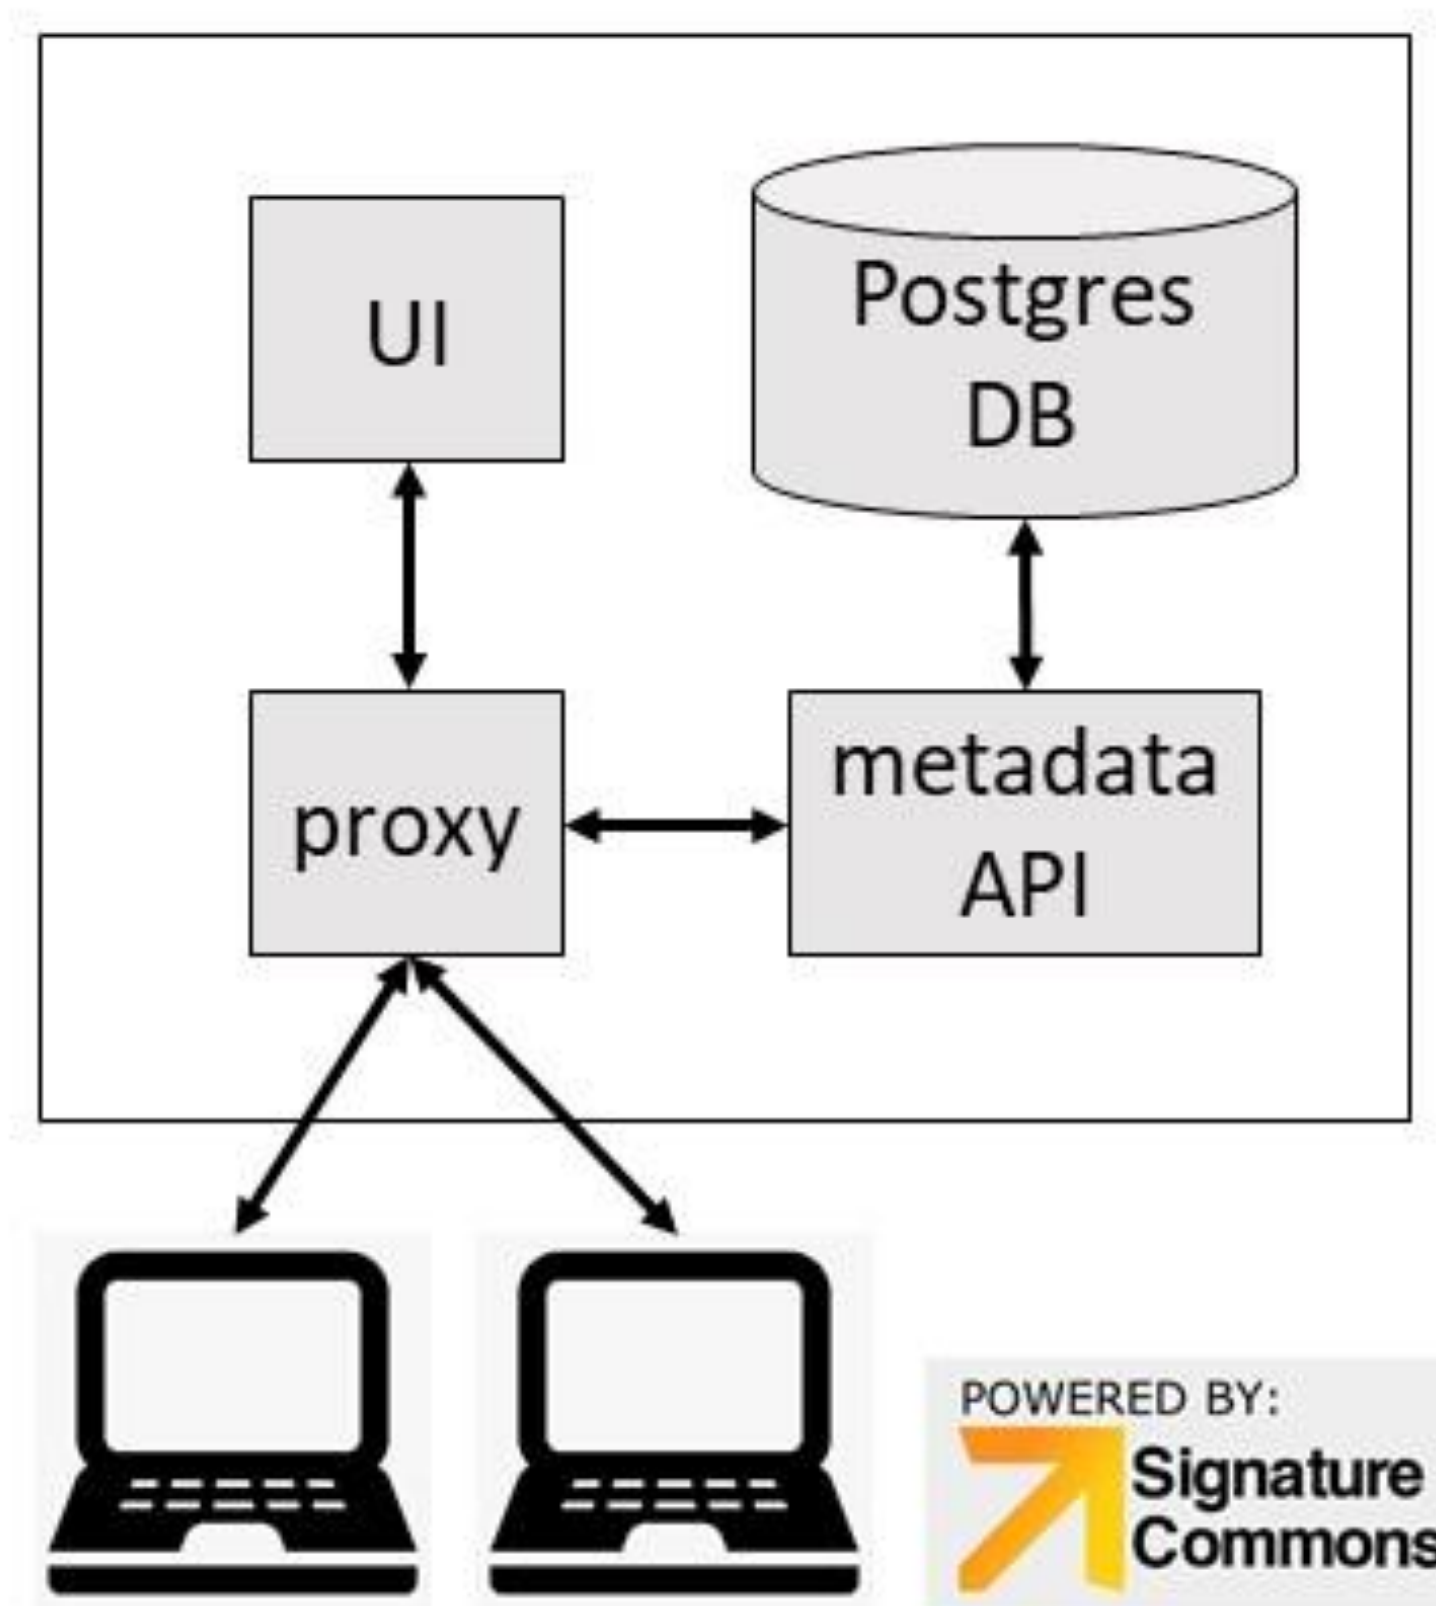 UI
Postgres
DB
proxy
metadata
API
POWERED BY:
Signature
Commons